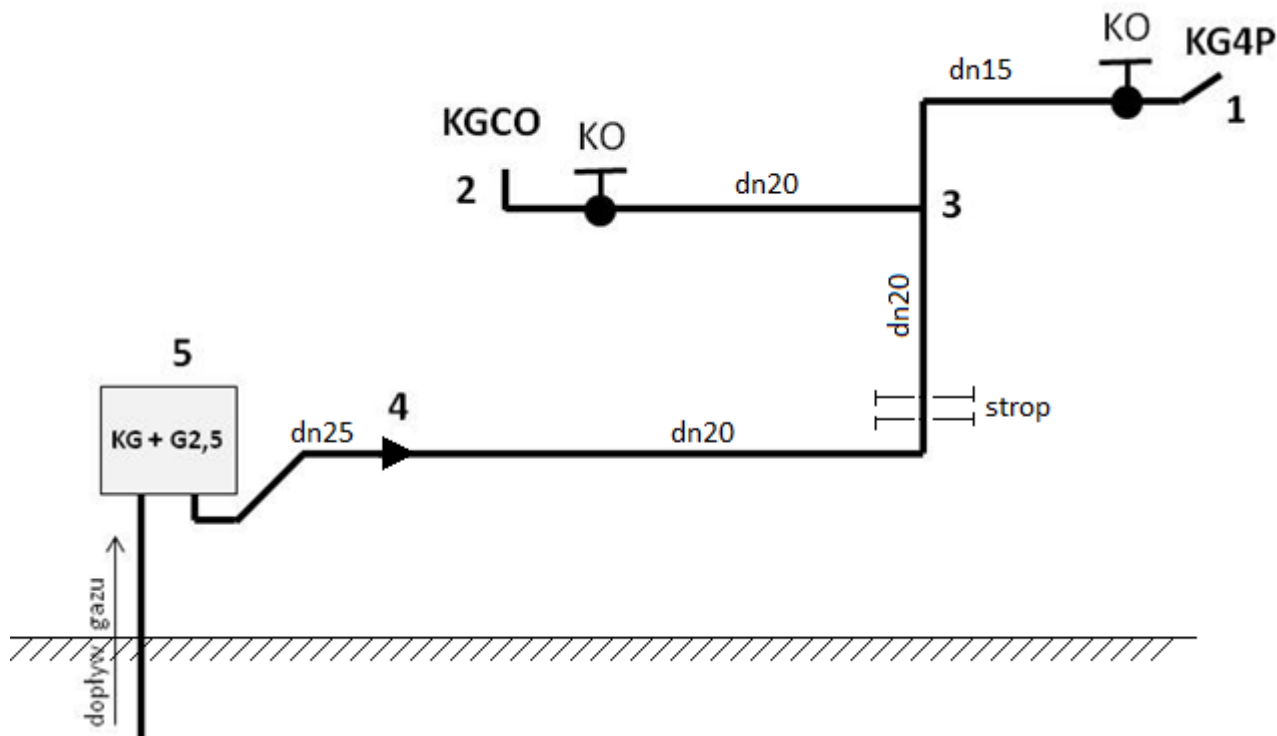 KO
KG4P
dn15
1
KGCO
KO
2
dn20
3
dn20
5
4
KG + G2,5
dn25
dn20
strop
dopływ gazu